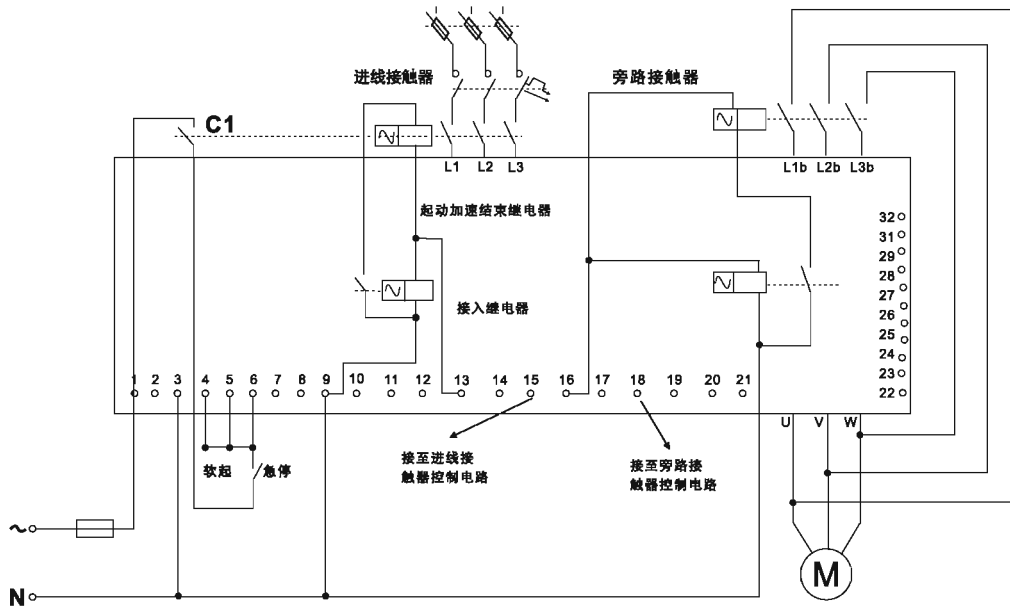 进线接触器
旁路接触器
C1
L1 L2 L3
L1b L2b L3b
起动加速结束继电器
接入继电器
32
31
29
28
27
26
25
24
23
22
1 2 3 4 5 6 7 8 9 10 11 12 13 14 15 16 17 18 19 20 21
U V W
软起
急停
接至进线接
触器控制电路
接至旁路接
触器控制电路
~
N
M